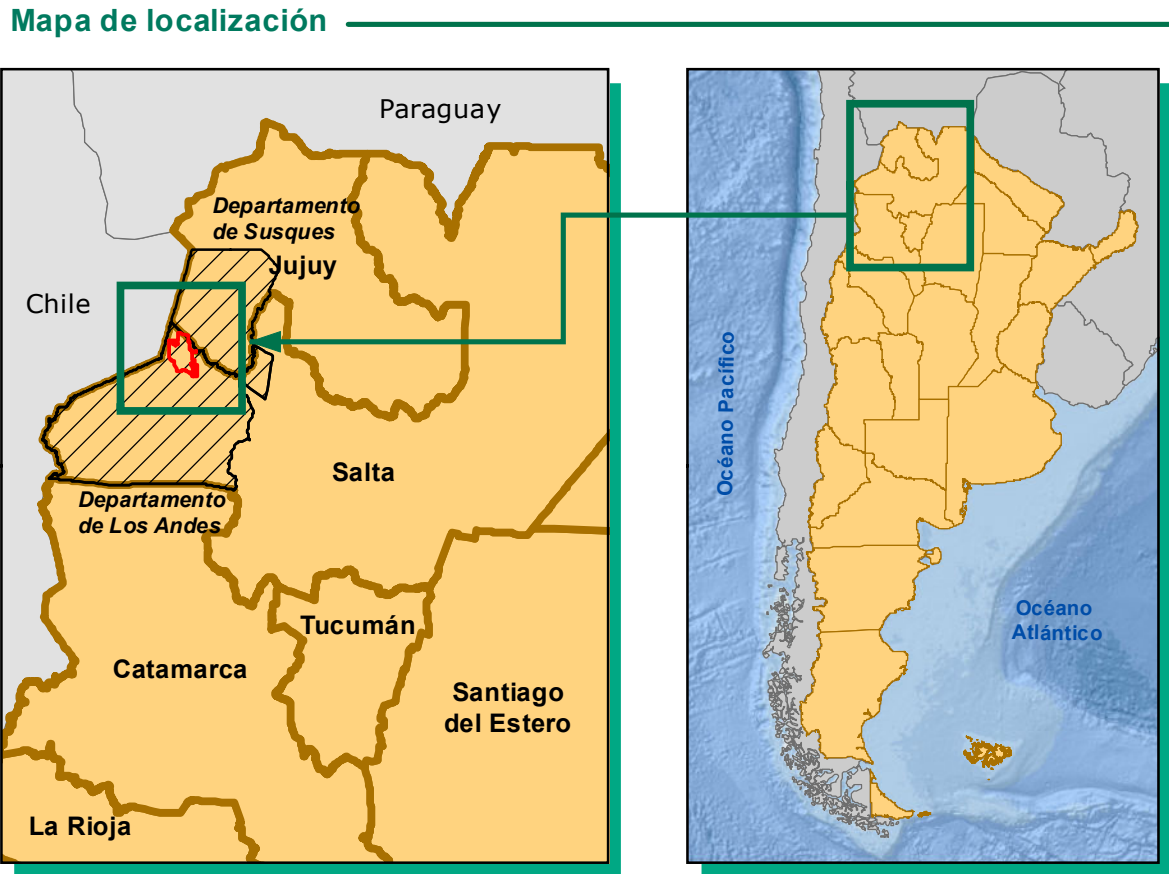 Mapa de localización
Paraguay
Departamento
de Susques
Jujuy
Chile
Salta
Departamento
de Los Andes
Tucumán
Catamarca
Santiago
del Estero
La Rioja
Océano Pacífico
Océano
Atlántico